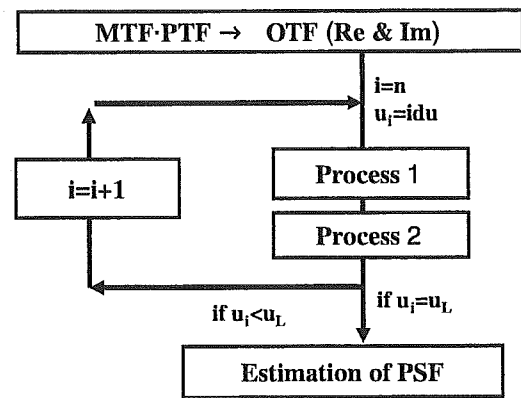 MTF·PTF → OTF (Re & Im)
i=n
u_i=idu
Process 1
i=i+1
Process 2
if u_i<u_L
if u_i=u_L
Estimation of PSF